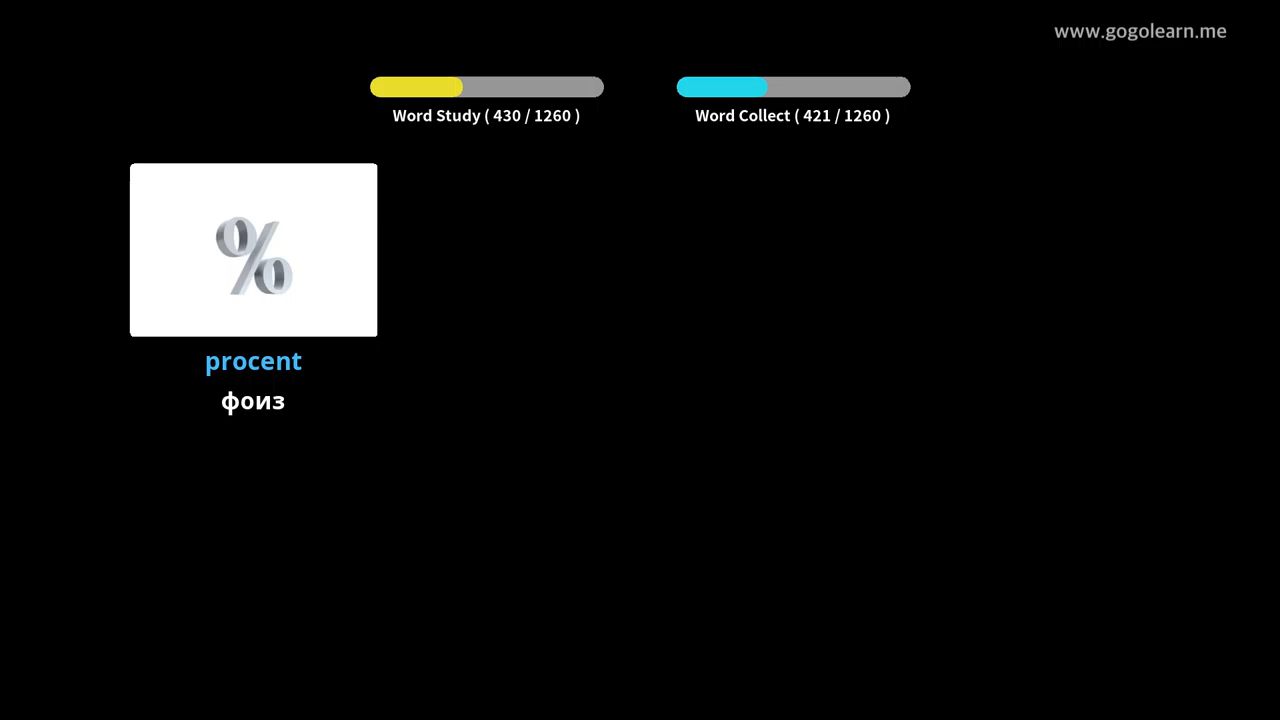 www.gogolearn.me
Word Study ( 430 / 1260 )
Word Collect ( 421 / 1260 )
%
procent
фоиз